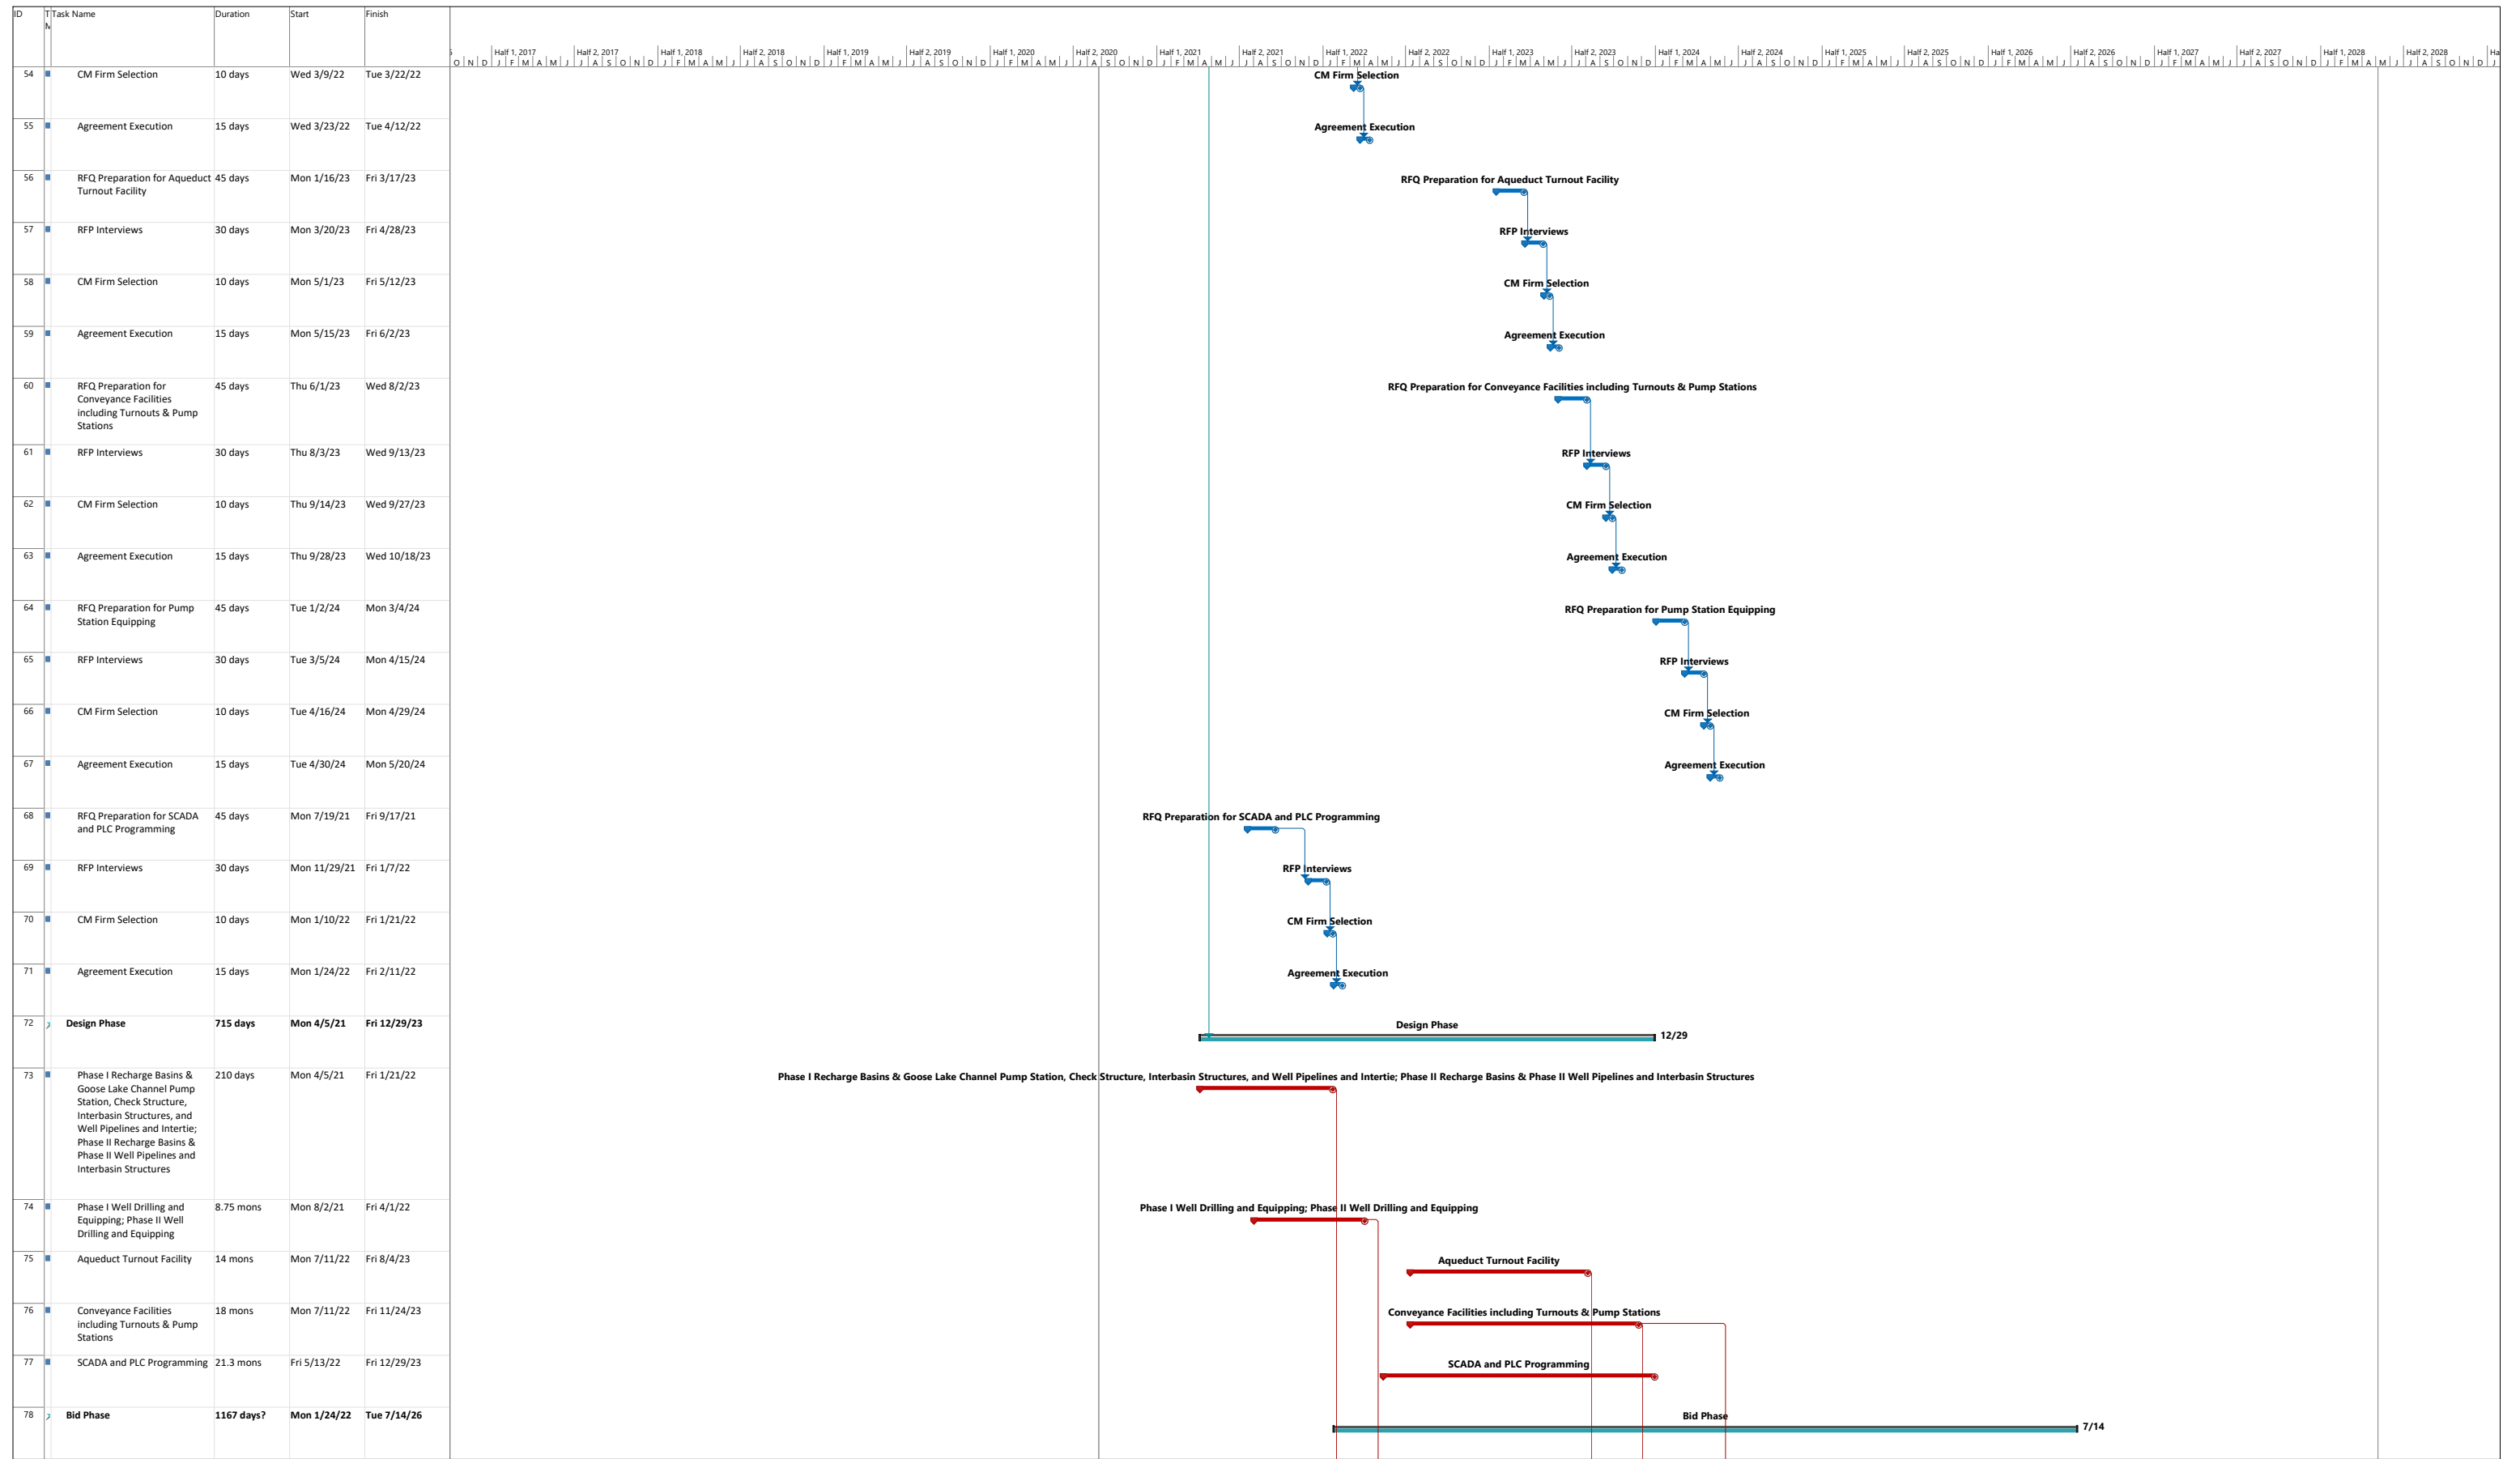 ID T Task Name Duration Start Finish
M
Half 1, 2017 Half 2, 2017 Half 1, 2018 Half 2, 2018 Half 1, 2019 Half 2, 2019 Half 1, 2020 Half 2, 2020 Half 1, 2021 Half 2, 2021 Half 1, 2022 Half 2, 2022 Half 1, 2023 Half 2, 2023 Half 1, 2024 Half 2, 2024 Half 1, 2025 Half 2, 2025 Half 1, 2026 Half 2, 2026 Half 1, 2027 Half 2, 2027 Half 1, 2028 Half 2, 2028 Ha
O N D J F M A M J J A S O N D J F M A M J J A S O N D J F M A M J J A S O N D J F M A M J J A S O N D J F M A M J J A S O N D J F M A M J J A S O N D J F M A M J J A S O N D J F M A M J J A S O N D J F M A M J J A S O N D J F M A M J J A S O N D J F M A M J J A S O N D J F M A M J J A S O N D J
54 CM Firm Selection 10 days Wed 3/9/22 Tue 3/22/22
CM Firm Selection
55 Agreement Execution 15 days Wed 3/23/22 Tue 4/12/22
Agreement Execution
56 RFQ Preparation for Aqueduct 45 days Mon 1/16/23 Fri 3/17/23
Turnout Facility
RFQ Preparation for Aqueduct Turnout Facility
57 RFP Interviews 30 days Mon 3/20/23 Fri 4/28/23
RFP Interviews
58 CM Firm Selection 10 days Mon 5/1/23 Fri 5/12/23
CM Firm Selection
59 Agreement Execution 15 days Mon 5/15/23 Fri 6/2/23
Agreement Execution
60 RFQ Preparation for 45 days Thu 6/1/23 Wed 8/2/23
Conveyance Facilities
including Turnouts & Pump
Stations
RFQ Preparation for Conveyance Facilities including Turnouts & Pump Stations
61 RFP Interviews 30 days Thu 8/3/23 Wed 9/13/23
RFP Interviews
62 CM Firm Selection 10 days Thu 9/14/23 Wed 9/27/23
CM Firm Selection
63 Agreement Execution 15 days Thu 9/28/23 Wed 10/18/23
Agreement Execution
64 RFQ Preparation for Pump 45 days Tue 1/2/24 Mon 3/4/24
Station Equipping
RFQ Preparation for Pump Station Equipping
65 RFP Interviews 30 days Tue 3/5/24 Mon 4/15/24
RFP Interviews
66 CM Firm Selection 10 days Tue 4/16/24 Mon 4/29/24
CM Firm Selection
67 Agreement Execution 15 days Tue 4/30/24 Mon 5/20/24
Agreement Execution
68 RFQ Preparation for SCADA 45 days Mon 7/19/21 Fri 9/17/21
and PLC Programming
RFQ Preparation for SCADA and PLC Programming
69 RFP Interviews 30 days Mon 11/29/21 Fri 1/7/22
RFP Interviews
70 CM Firm Selection 10 days Mon 1/10/22 Fri 1/21/22
CM Firm Selection
71 Agreement Execution 15 days Mon 1/24/22 Fri 2/11/22
Agreement Execution
72 Design Phase 715 days Mon 4/5/21 Fri 12/29/23
Design Phase
12/29
73 Phase I Recharge Basins & 210 days Mon 4/5/21 Fri 1/21/22
Goose Lake Channel Pump
Station, Check Structure,
Interbasin Structures, and
Well Pipelines and Intertie;
Phase II Recharge Basins &
Phase II Well Pipelines and
Interbasin Structures
Phase I Recharge Basins & Goose Lake Channel Pump Station, Check Structure, Interbasin Structures, and Well Pipelines and Intertie; Phase II Recharge Basins & Phase II Well Pipelines and Interbasin Structures
74 Phase I Well Drilling and 8.75 mons Mon 8/2/21 Fri 4/1/22
Equipping; Phase II Well
Drilling and Equipping
Phase I Well Drilling and Equipping; Phase II Well Drilling and Equipping
75 Aqueduct Turnout Facility 14 mons Mon 7/11/22 Fri 8/4/23
Aqueduct Turnout Facility
76 Conveyance Facilities 18 mons Mon 7/11/22 Fri 11/24/23
including Turnouts & Pump
Stations
Conveyance Facilities including Turnouts & Pump Stations
77 SCADA and PLC Programming 21.3 mons Fri 5/13/22 Fri 12/29/23
SCADA and PLC Programming
78 Bid Phase 1167 days? Mon 1/24/22 Tue 7/14/26
Bid Phase
7/14